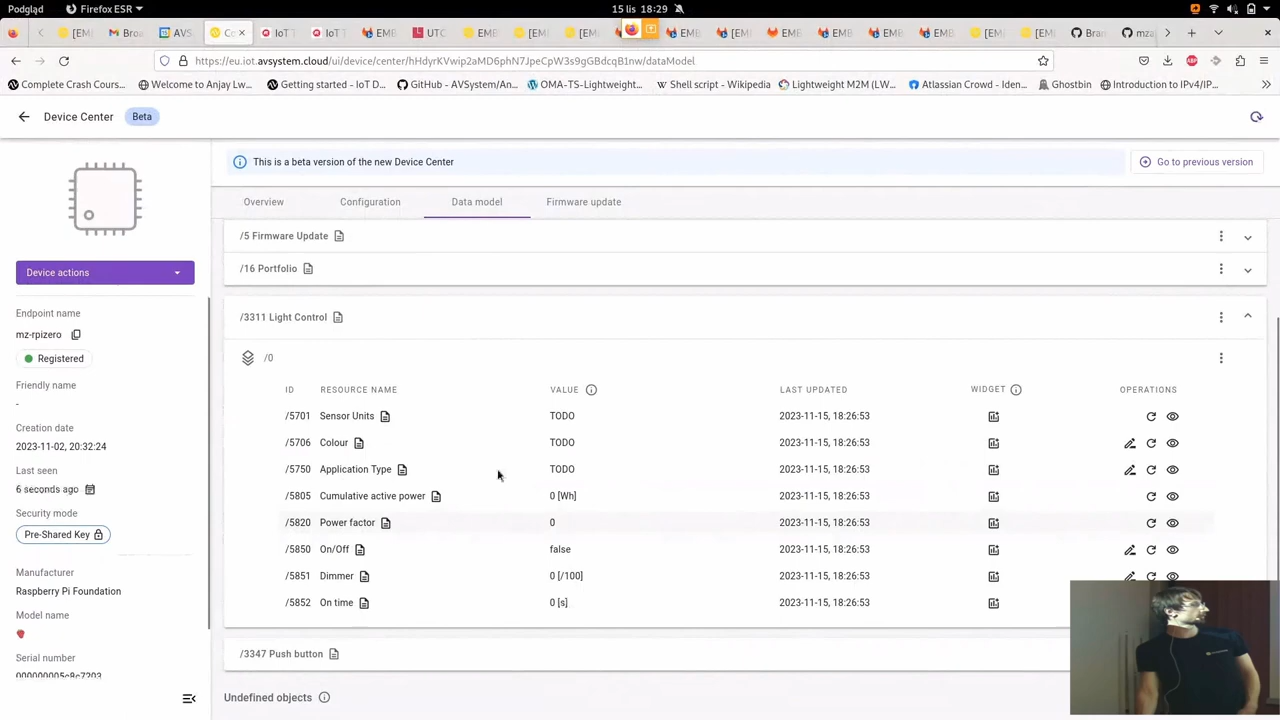 Podgląd
Firefox ESR
15 lis 18:29
[EM
Broa
AVS
Co
IoT
IoT
EMB
UTC
EMB
[EM
[EM
EMB
[EM
EMB
EMB
EMB
EMB
[EM
[EM
Bran
mza
https://eu.iot.avsystem.cloud/ui/device/center/hHdyrKVwip2aMD6phN7JpeCpW3s9gGBdcqB1nw/dataModel
Complete Crash Cours…
Welcome to Anjay Lw…
Getting started - IoT D…
GitHub - AVSystem/An…
OMA-TS-Lightweight…
Shell script - Wikipedia
Lightweight M2M (LW…
Atlassian Crowd - Iden…
Ghostbin
Introduction to IPv4/IP…
Device Center
Beta
This is a beta version of the new Device Center
Go to previous version
Overview
Configuration
Data model
Firmware update
Device actions
Endpoint name
mz-rpizero
Registered
Friendly name
-
Creation date
2023-11-02, 20:32:24
Last seen
6 seconds ago
Security mode
Pre-Shared Key
Manufacturer
Raspberry Pi Foundation
Model name
Serial number
/5 Firmware Update
/16 Portfolio
/3311 Light Control
/0
ID RESOURCE NAME VALUE LAST UPDATED WIDGET OPERATIONS
/5701 Sensor Units TODO 2023-11-15, 18:26:53
/5706 Colour TODO 2023-11-15, 18:26:53
/5750 Application Type TODO 2023-11-15, 18:26:53
/5805 Cumulative active power 0 [Wh] 2023-11-15, 18:26:53
/5820 Power factor 0 2023-11-15, 18:26:53
/5850 On/Off false 2023-11-15, 18:26:53
/5851 Dimmer 0 [/100] 2023-11-15, 18:26:53
/5852 On time 0 [s] 2023-11-15, 18:26:53
/3347 Push button
Undefined objects